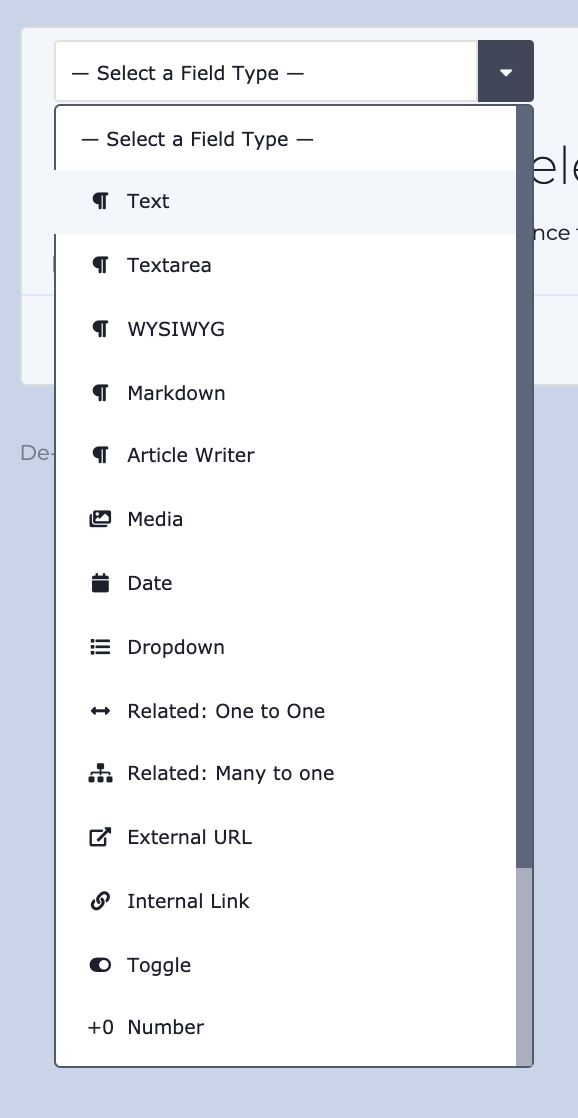 — Select a Field Type —
— Select a Field Type —
Text
Textarea
WYSIWYG
Markdown
Article Writer
Media
Date
Dropdown
Related: One to One
Related: Many to one
External URL
Internal Link
Toggle
+0 Number
De-